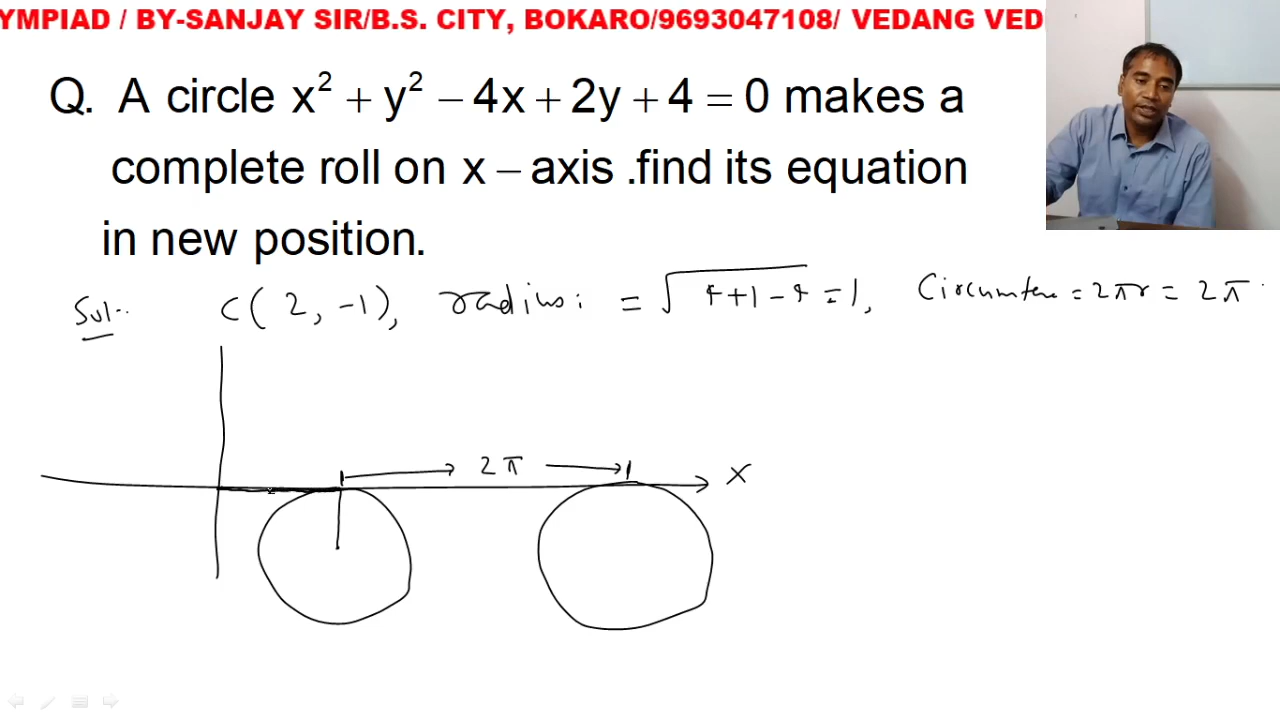 YMPIAD / BY-SANJAY SIR/B.S. CITY, BOKARO/9693047108/ VEDANG VED
Q. A circle x² + y² − 4x + 2y + 4 = 0 makes a
complete roll on x − axis .find its equation
in new position.
Sol:- C(2, -1), radius: = √4+1-4 = 1, Circumfere = 2πr = 2π
2π
X